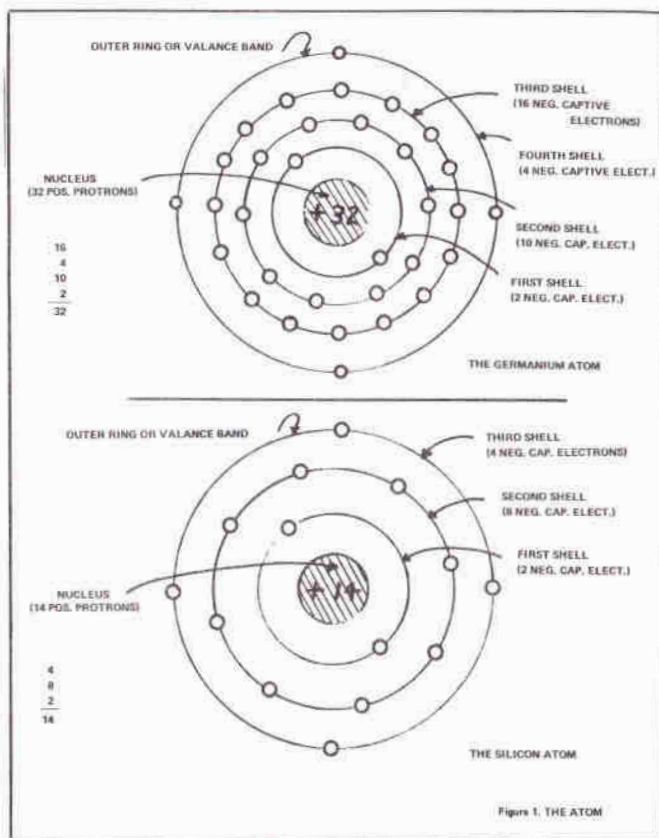 OUTER RING OR VALANCE BAND
THIRD SHELL
(16 NEG. CAPTIVE
ELECTRONS)
FOURTH SHELL
(4 NEG. CAPTIVE ELECT.)
NUCLEUS
(32 POS. PROTRONS)
+32
SECOND SHELL
(10 NEG. CAP. ELECT.)
FIRST SHELL
(2 NEG. CAP. ELECT.)
16
4
10
2
32
THE GERMANIUM ATOM
OUTER RING OR VALANCE BAND
THIRD SHELL
(4 NEG. CAP. ELECTRONS)
SECOND SHELL
(8 NEG. CAP. ELECT.)
FIRST SHELL
(2 NEG. CAP. ELECT.)
NUCLEUS
(14 POS. PROTRONS)
+14
4
8
2
14
THE SILICON ATOM
Figure 1. THE ATOM